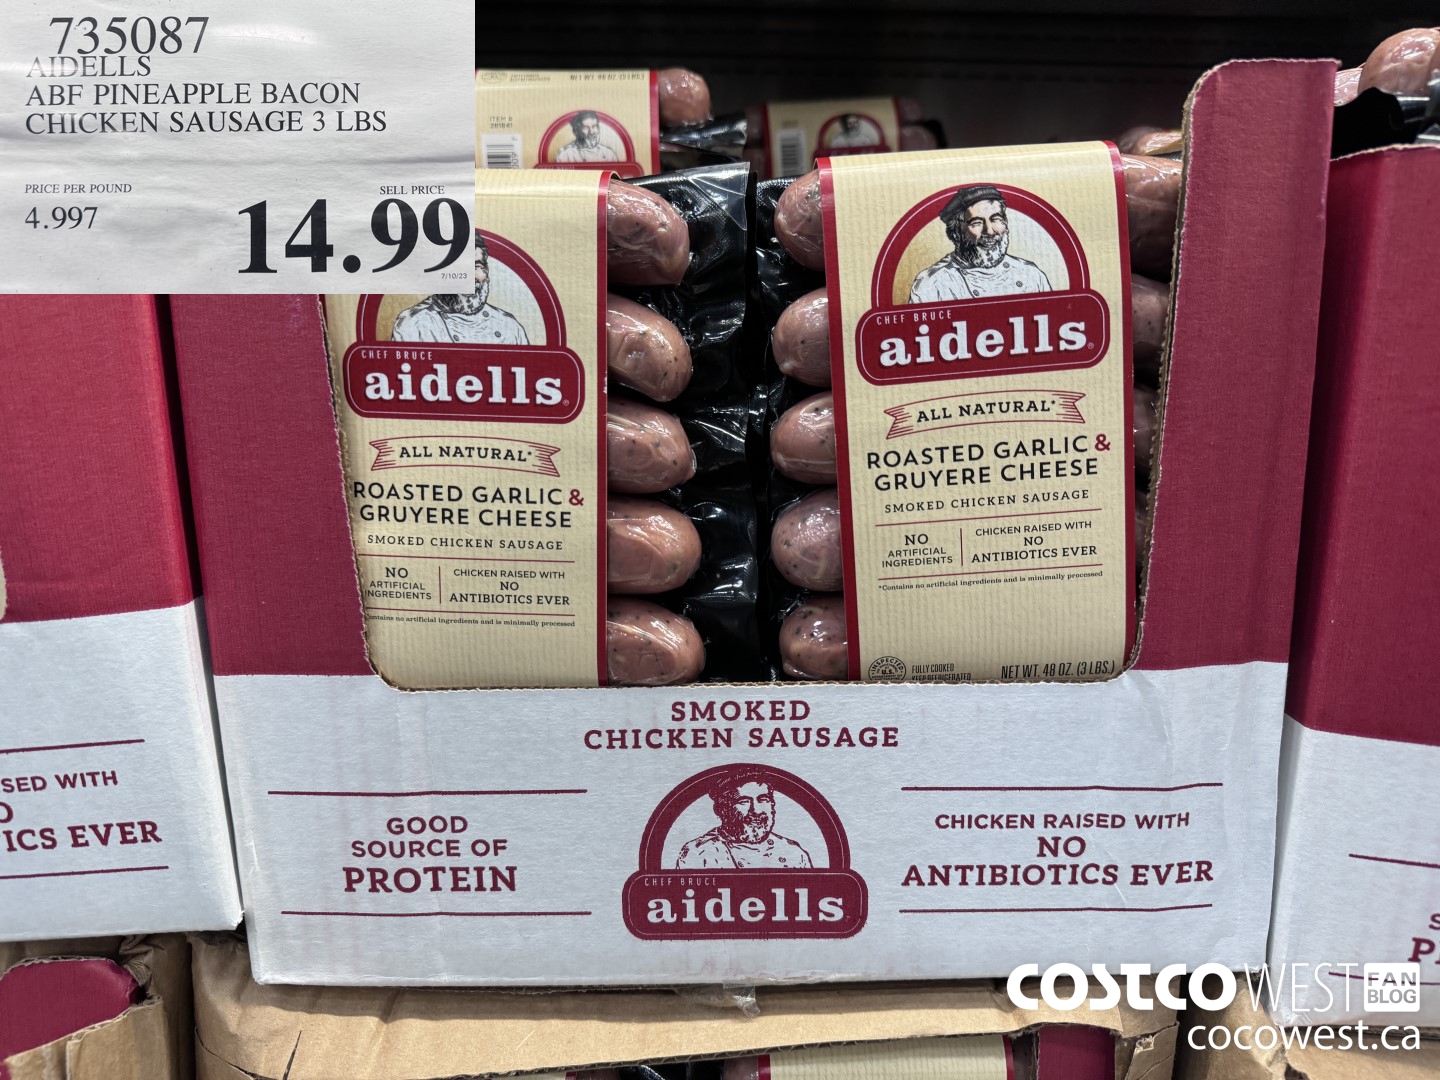 735087
AIDELLS
ABF PINEAPPLE BACON
CHICKEN SAUSAGE 3 LBS
PRICE PER POUND
4.997
SELL PRICE
14.99
7/10/23
ITEM #
CHEF BRUCE
aidells
ALL NATURAL*
ROASTED GARLIC &
GRUYERE CHEESE
SMOKED CHICKEN SAUSAGE
NO
ARTIFICIAL
INGREDIENTS
CHICKEN RAISED WITH
NO
ANTIBIOTICS EVER
*Contains no artificial ingredients and is minimally processed
CHEF BRUCE
aidells®
ALL NATURAL*
ROASTED GARLIC &
GRUYERE CHEESE
SMOKED CHICKEN SAUSAGE
NO
ARTIFICIAL
INGREDIENTS
CHICKEN RAISED WITH
NO
ANTIBIOTICS EVER
*Contains no artificial ingredients and is minimally processed
INSPECTED
U.S.
FULLY COOKED
KEEP REFRIGERATED
NET WT. 48 OZ. (3 LBS.)
SMOKED
CHICKEN SAUSAGE
GOOD
SOURCE OF
PROTEIN
CHEF BRUCE
aidells
CHICKEN RAISED WITH
NO
ANTIBIOTICS EVER
SED WITH
O
ICS EVER
S
P
COSTCO WEST FAN BLOG
cocowest.ca